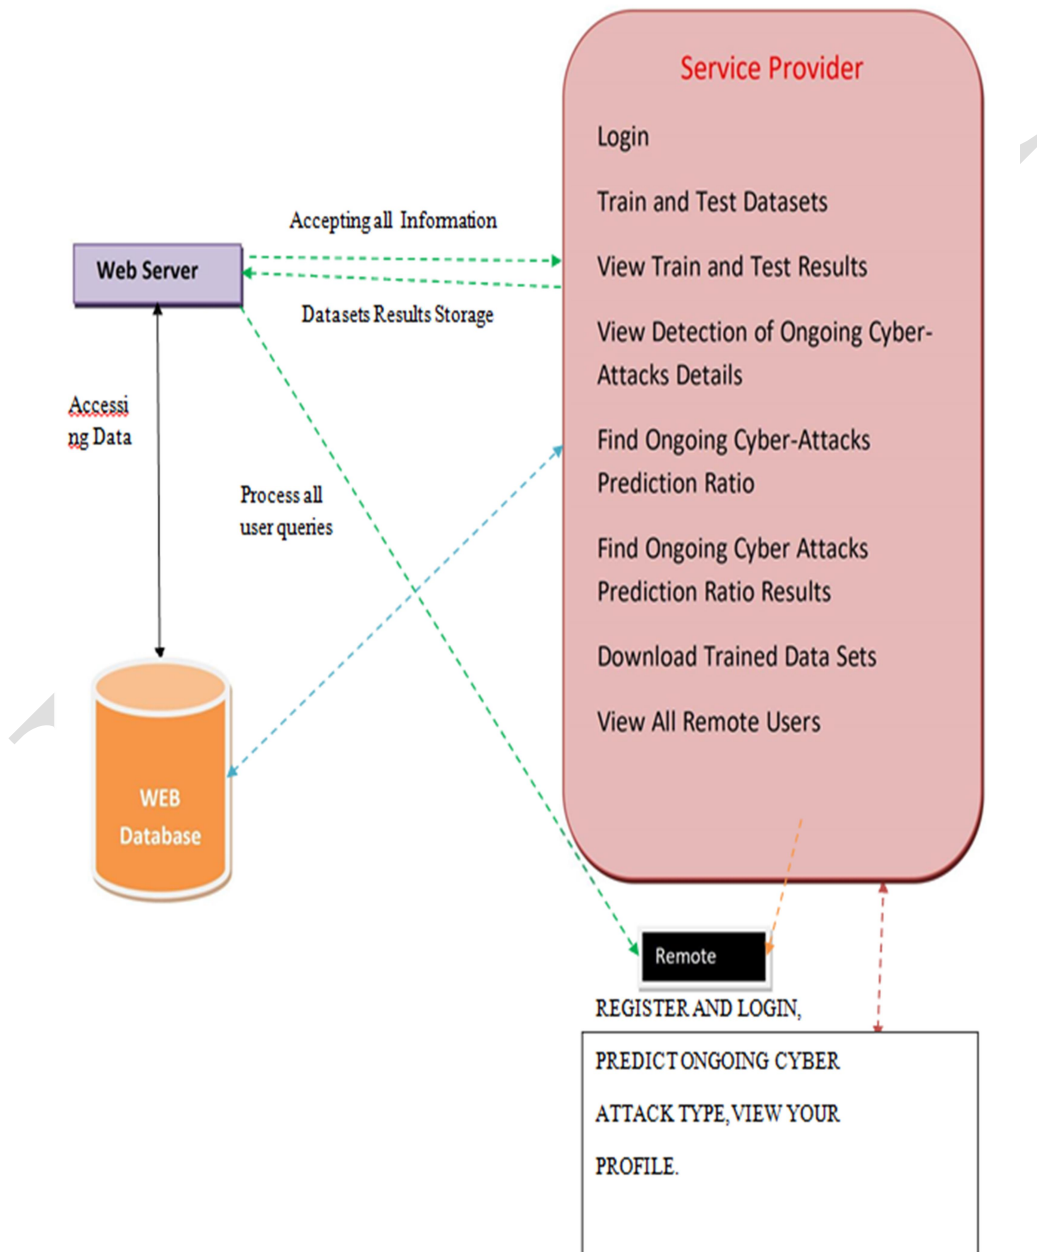 Service Provider
Login
Train and Test Datasets
View Train and Test Results
View Detection of Ongoing Cyber-
Attacks Details
Find Ongoing Cyber-Attacks
Prediction Ratio
Find Ongoing Cyber Attacks
Prediction Ratio Results
Download Trained Data Sets
View All Remote Users
Accepting all Information
Web Server
Datasets Results Storage
Accessi
ng Data
Process all
user queries
WEB
Database
Remote
REGISTER AND LOGIN,
PREDICT ONGOING CYBER
ATTACK TYPE, VIEW YOUR
PROFILE.